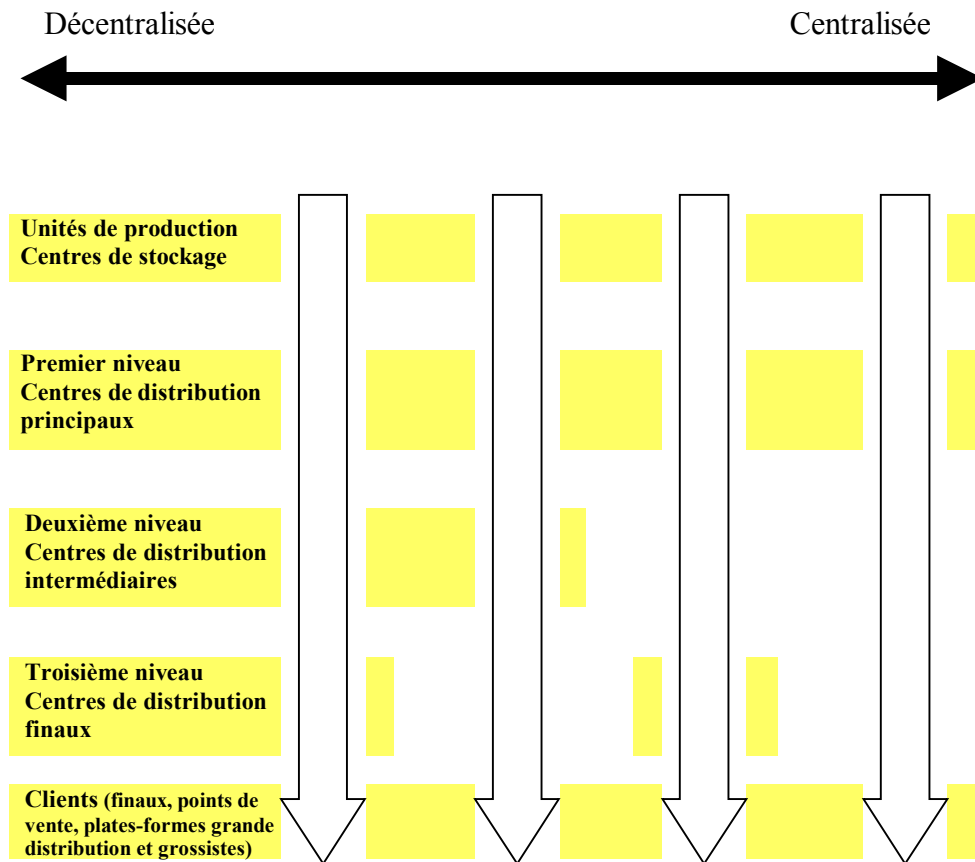 Décentralisée Centralisée
Unités de production
Centres de stockage
Premier niveau
Centres de distribution
principaux
Deuxième niveau
Centres de distribution
intermédiaires
Troisième niveau
Centres de distribution
finaux
Clients (finaux, points de
vente, plates-formes grande
distribution et grossistes)